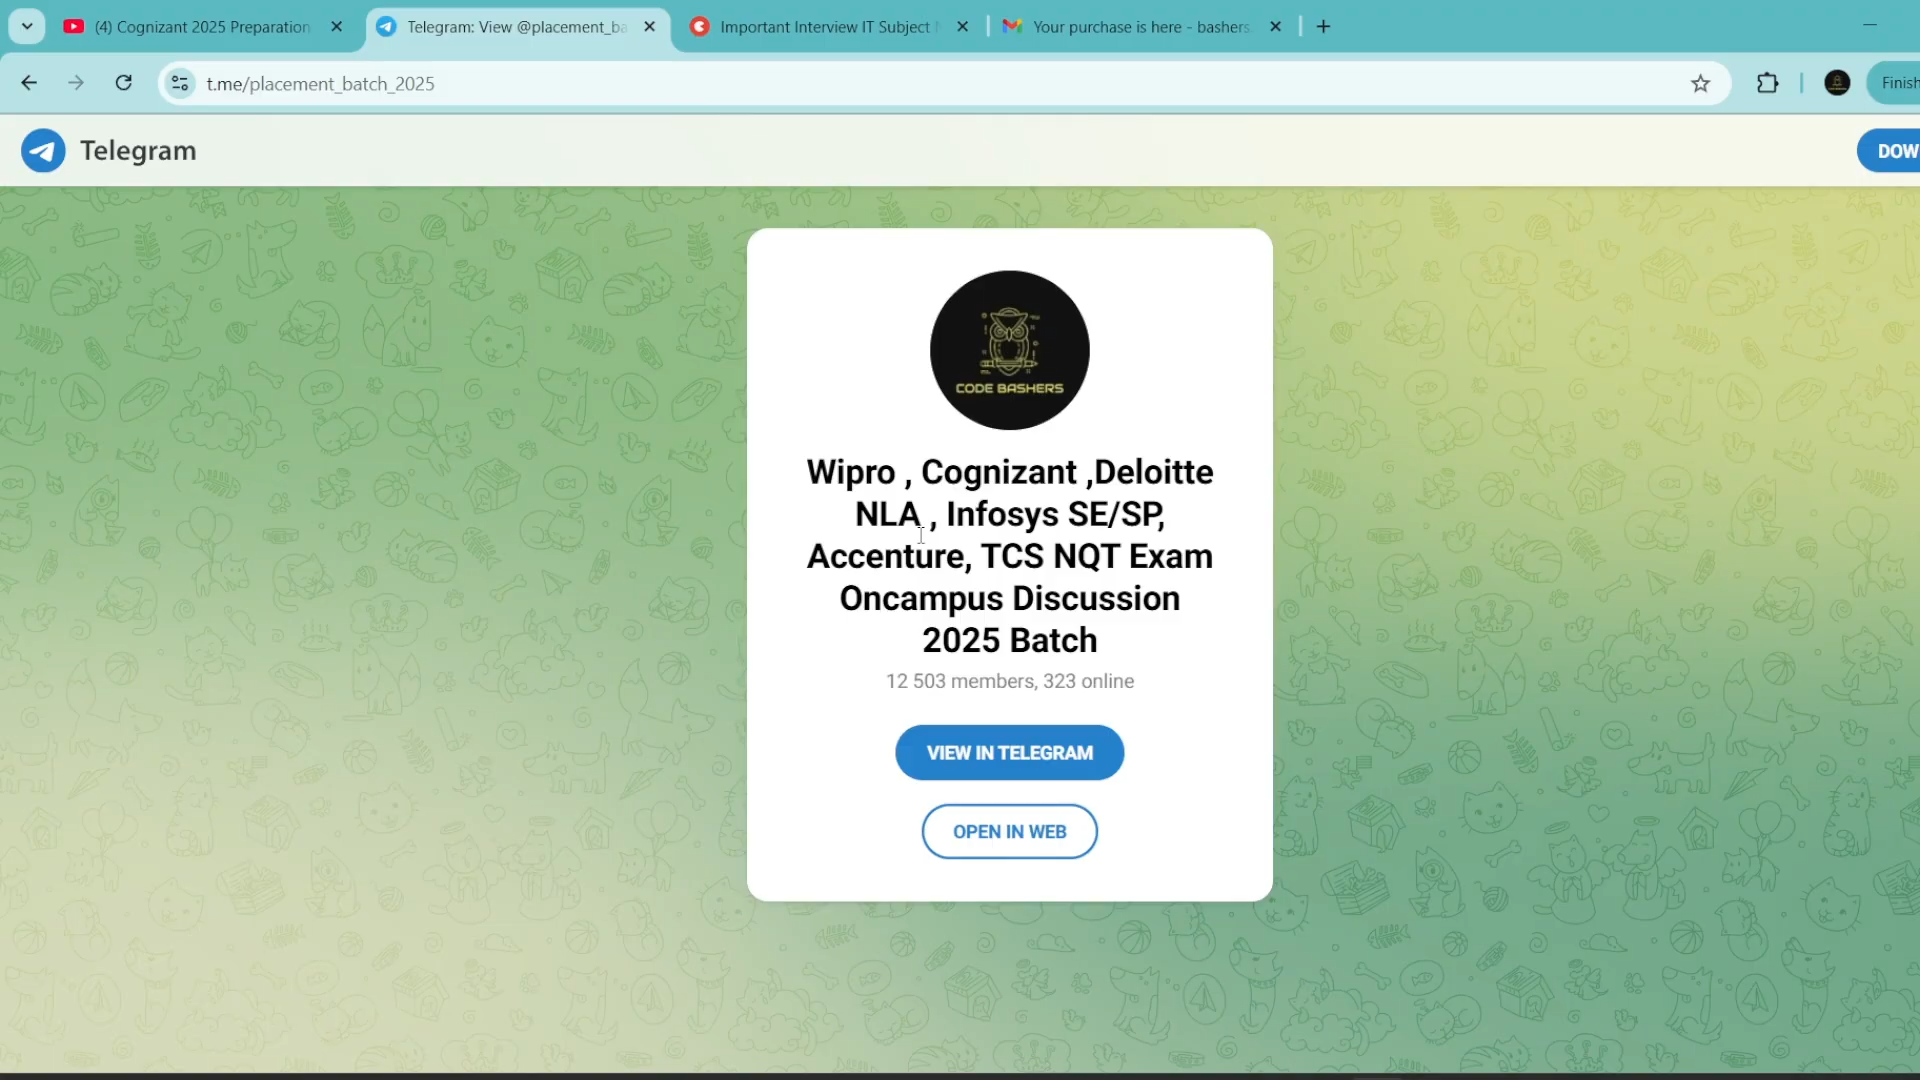 (4) Cognizant 2025 Preparation
Telegram: View @placement_ba
Important Interview IT Subject
Your purchase is here - bashers.
t.me/placement_batch_2025
Finish
Telegram
DOW
CODE BASHERS
Wipro , Cognizant ,Deloitte
NLA , Infosys SE/SP,
Accenture, TCS NQT Exam
Oncampus Discussion
2025 Batch
12 503 members, 323 online
VIEW IN TELEGRAM
OPEN IN WEB